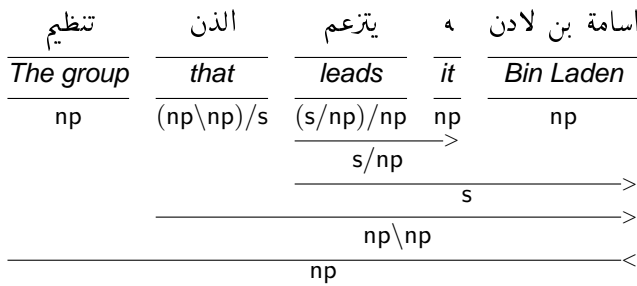 تنظيم الذن يتزعم ه اسامة بن لادن
The group that leads it Bin Laden
np (np\np)/s (s/np)/np np np
>
s/np
>
s
>
np\np
<
np